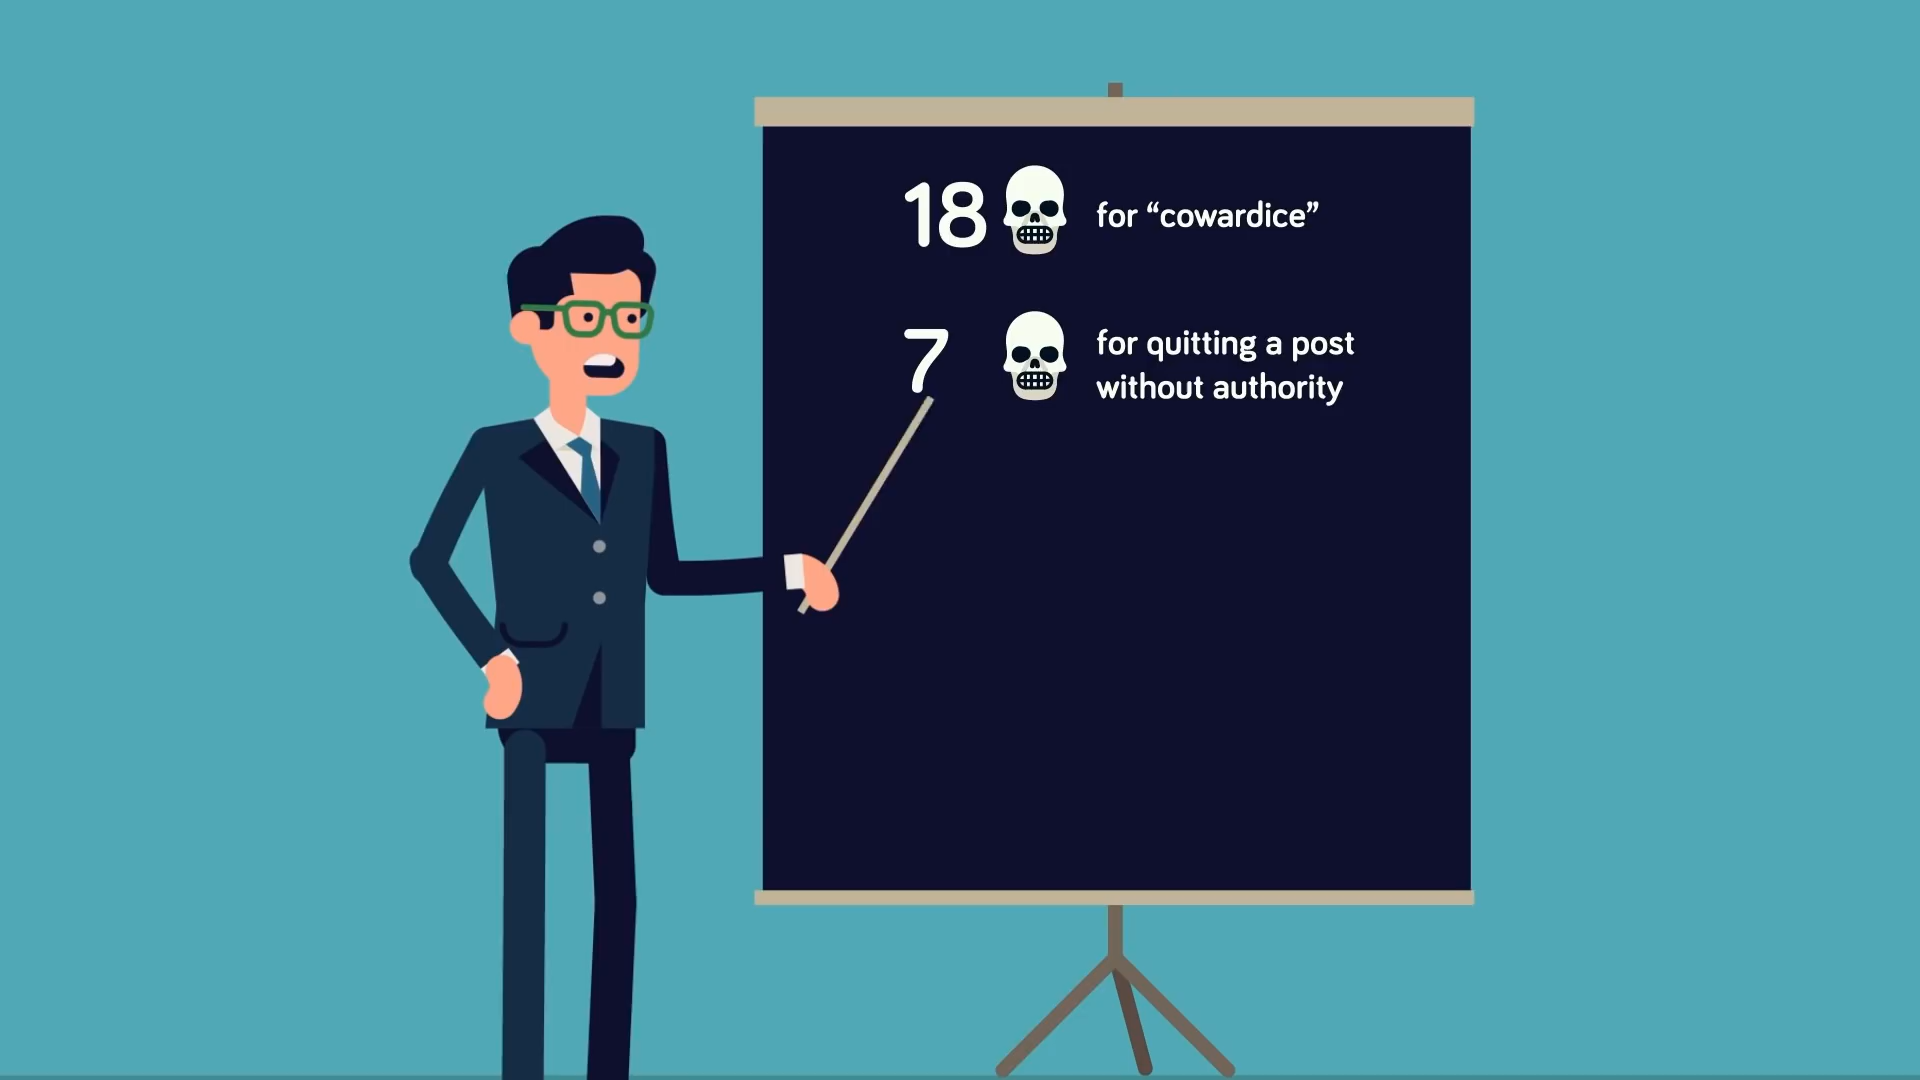 18 for “cowardice”
7 for quitting a post
without authority